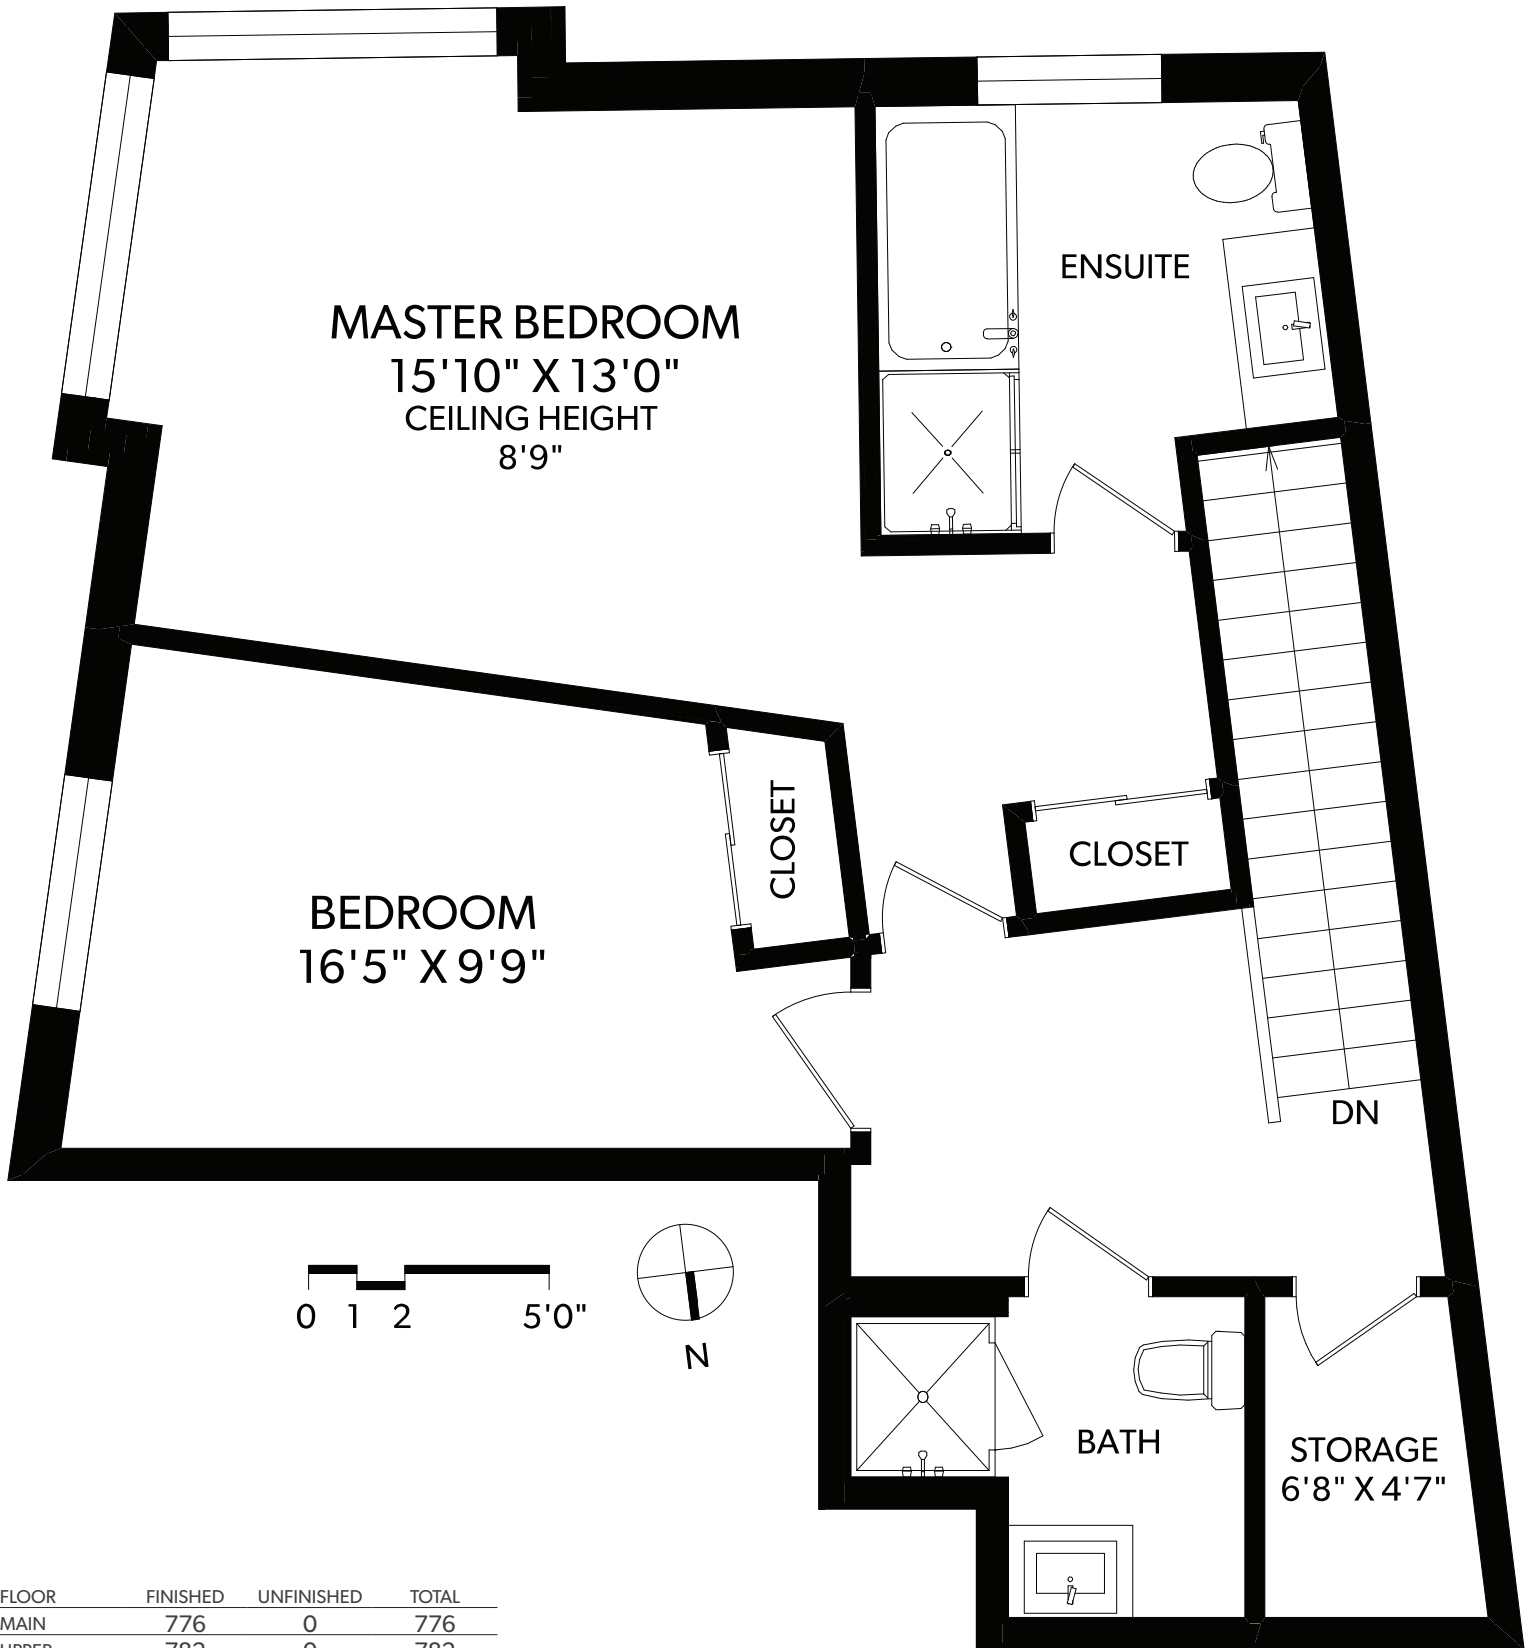 ENSUITE
MASTER BEDROOM
15'10" X 13'0"
CEILING HEIGHT
8'9"
CLOSET
CLOSET
BEDROOM
16'5" X 9'9"
DN
0 1 2 5'0"
N
BATH
STORAGE
6'8" X 4'7"
FLOOR FINISHED UNFINISHED TOTAL
MAIN 776 0 776